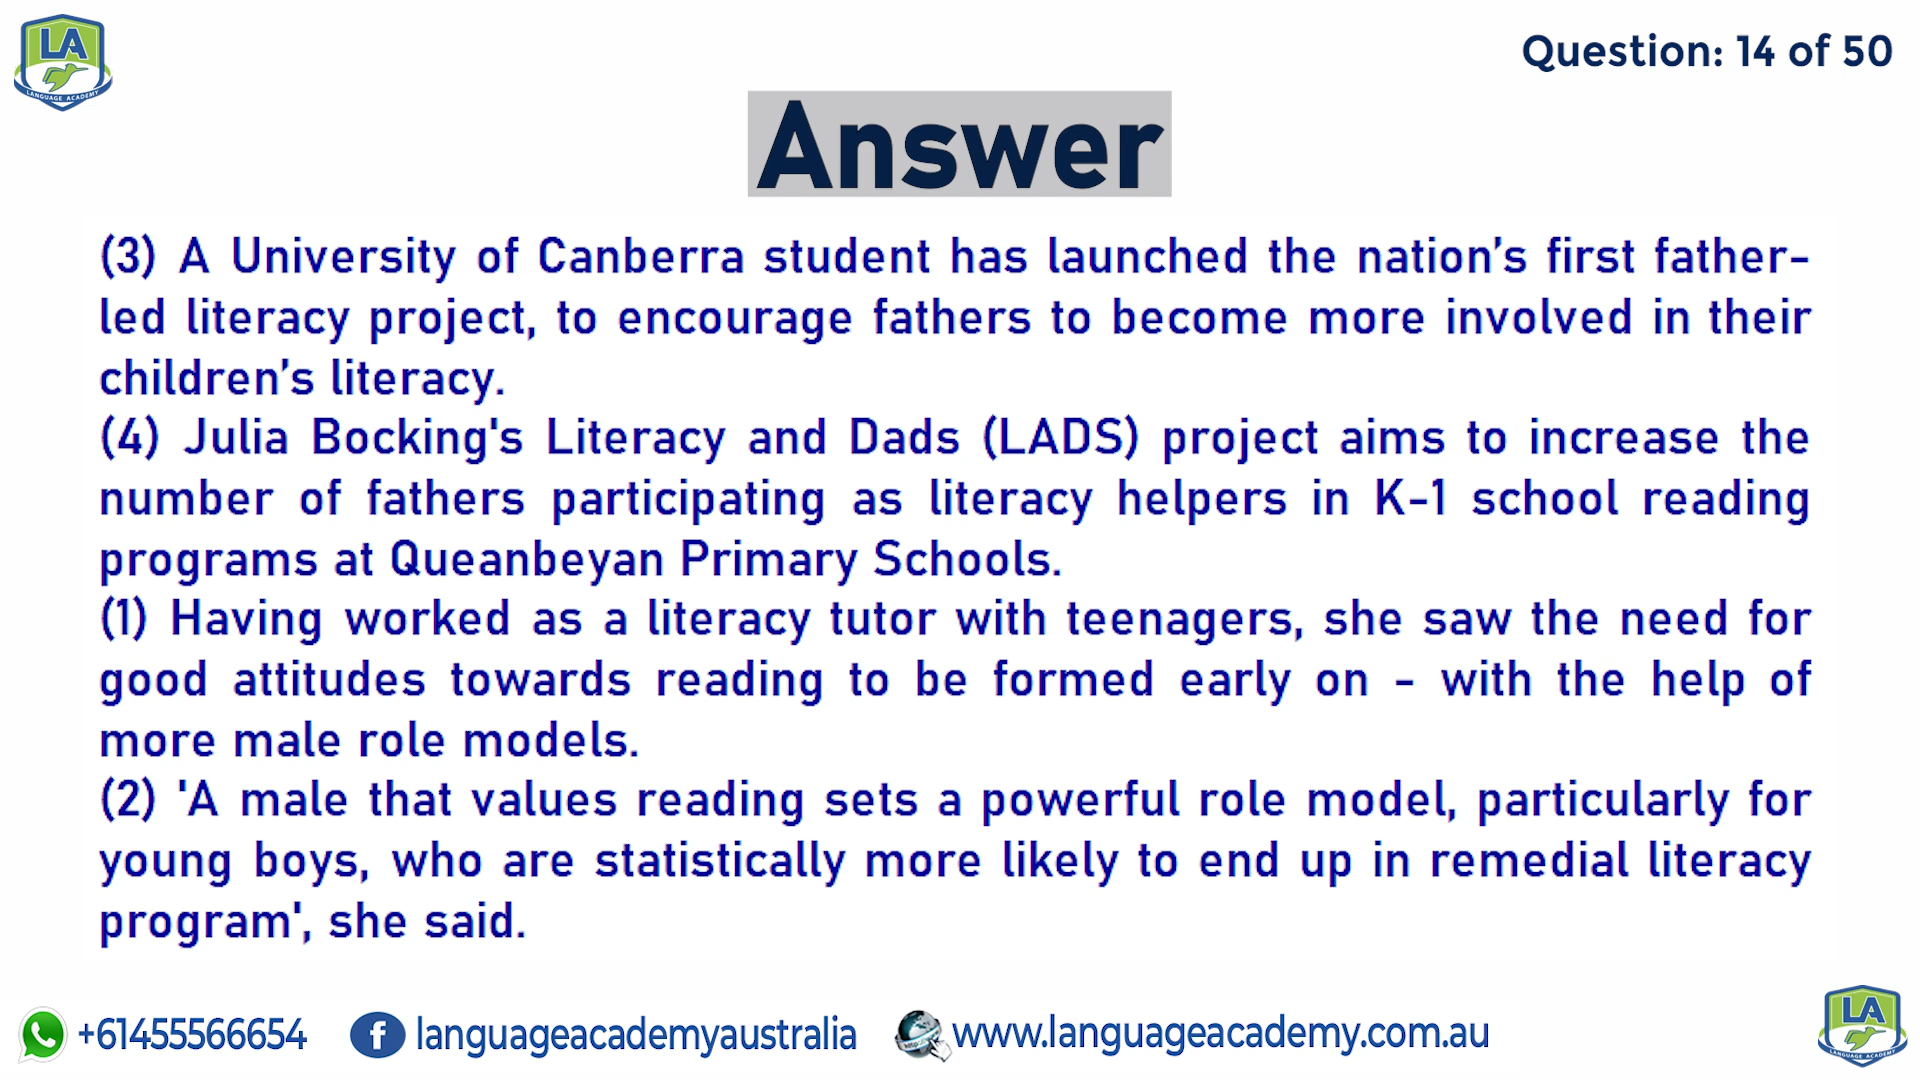 LA
LANGUAGE ACADEMY
Question: 14 of 50
Answer
(3) A University of Canberra student has launched the nation’s first father-
led literacy project, to encourage fathers to become more involved in their
children’s literacy.
(4) Julia Bocking's Literacy and Dads (LADS) project aims to increase the
number of fathers participating as literacy helpers in K-1 school reading
programs at Queanbeyan Primary Schools.
(1) Having worked as a literacy tutor with teenagers, she saw the need for
good attitudes towards reading to be formed early on - with the help of
more male role models.
(2) 'A male that values reading sets a powerful role model, particularly for
young boys, who are statistically more likely to end up in remedial literacy
program', she said.
+61455566654
f
languageacademyaustralia
http://
www.languageacademy.com.au
LA
LANGUAGE ACADEMY